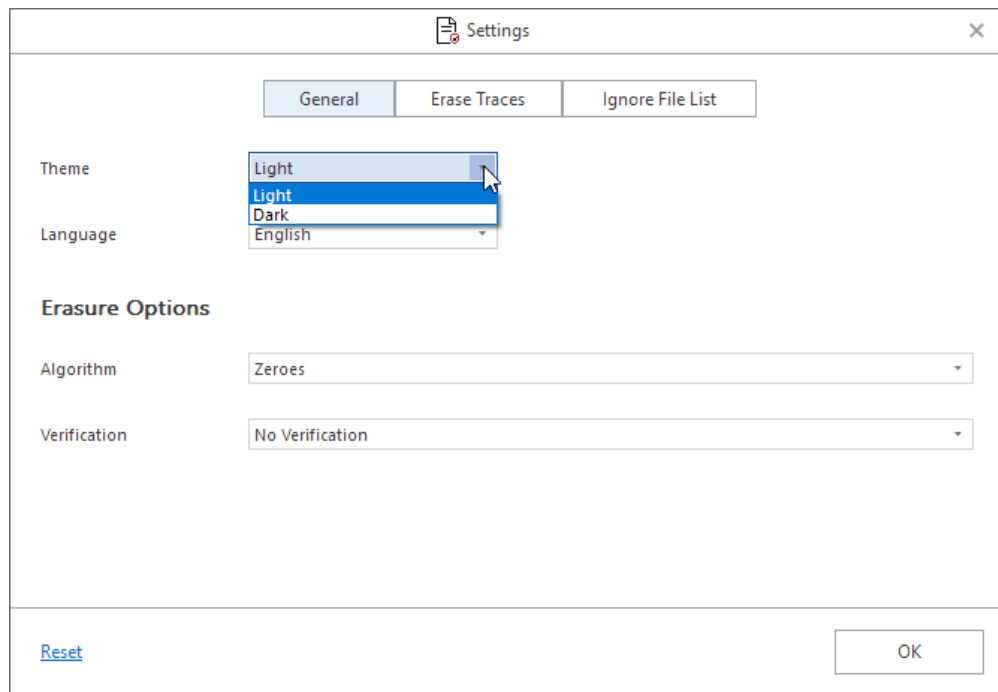 Settings
General Erase Traces Ignore File List
Theme Light
Light
Dark
Language English
Erasure Options
Algorithm Zeroes
Verification No Verification
Reset OK